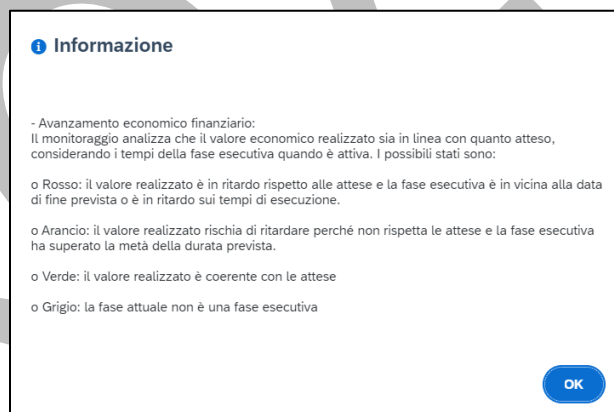 Informazione
- Avanzamento economico finanziario:
Il monitoraggio analizza che il valore economico realizzato sia in linea con quanto atteso,
considerando i tempi della fase esecutiva quando è attiva. I possibili stati sono:
o Rosso: il valore realizzato è in ritardo rispetto alle attese e la fase esecutiva è in vicina alla data
di fine prevista o è in ritardo sui tempi di esecuzione.
o Arancio: il valore realizzato rischia di ritardare perché non rispetta le attese e la fase esecutiva
ha superato la metà della durata prevista.
o Verde: il valore realizzato è coerente con le attese
o Grigio: la fase attuale non è una fase esecutiva
OK